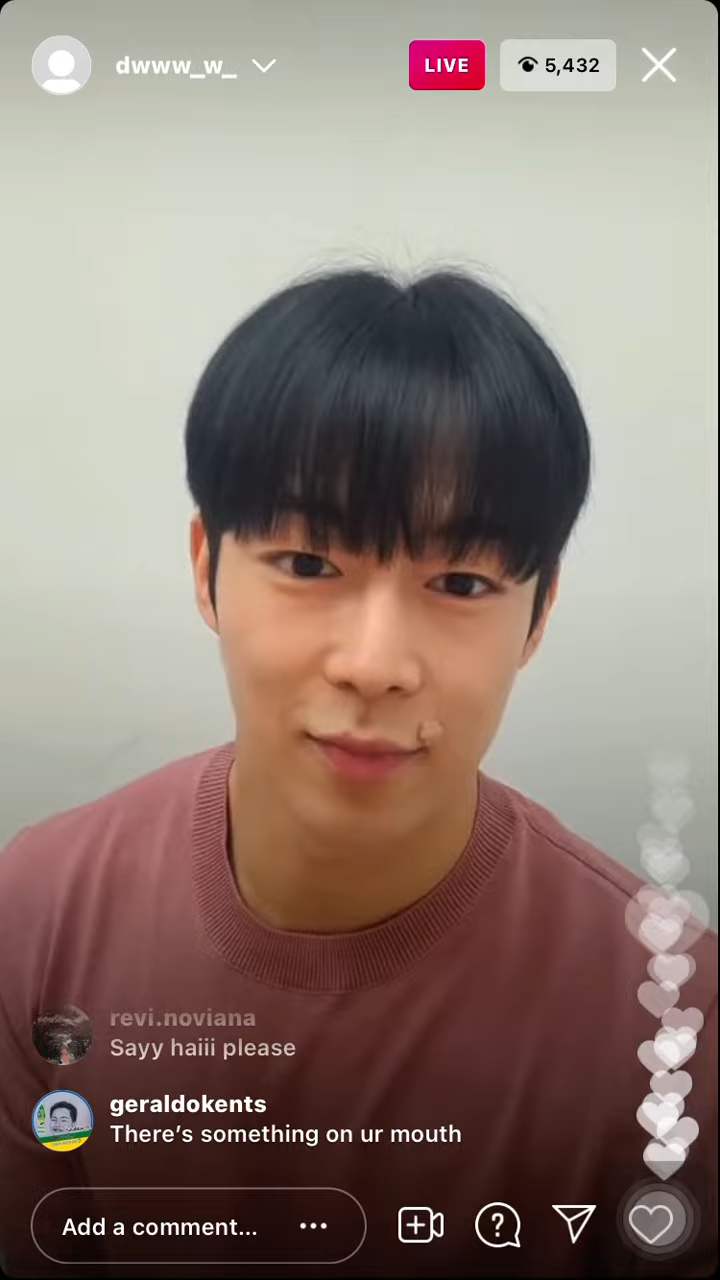 dwww_w_
LIVE
5,432
revi.noviana
Sayy haiii please
geraldokents
There's something on ur mouth
Add a comment...